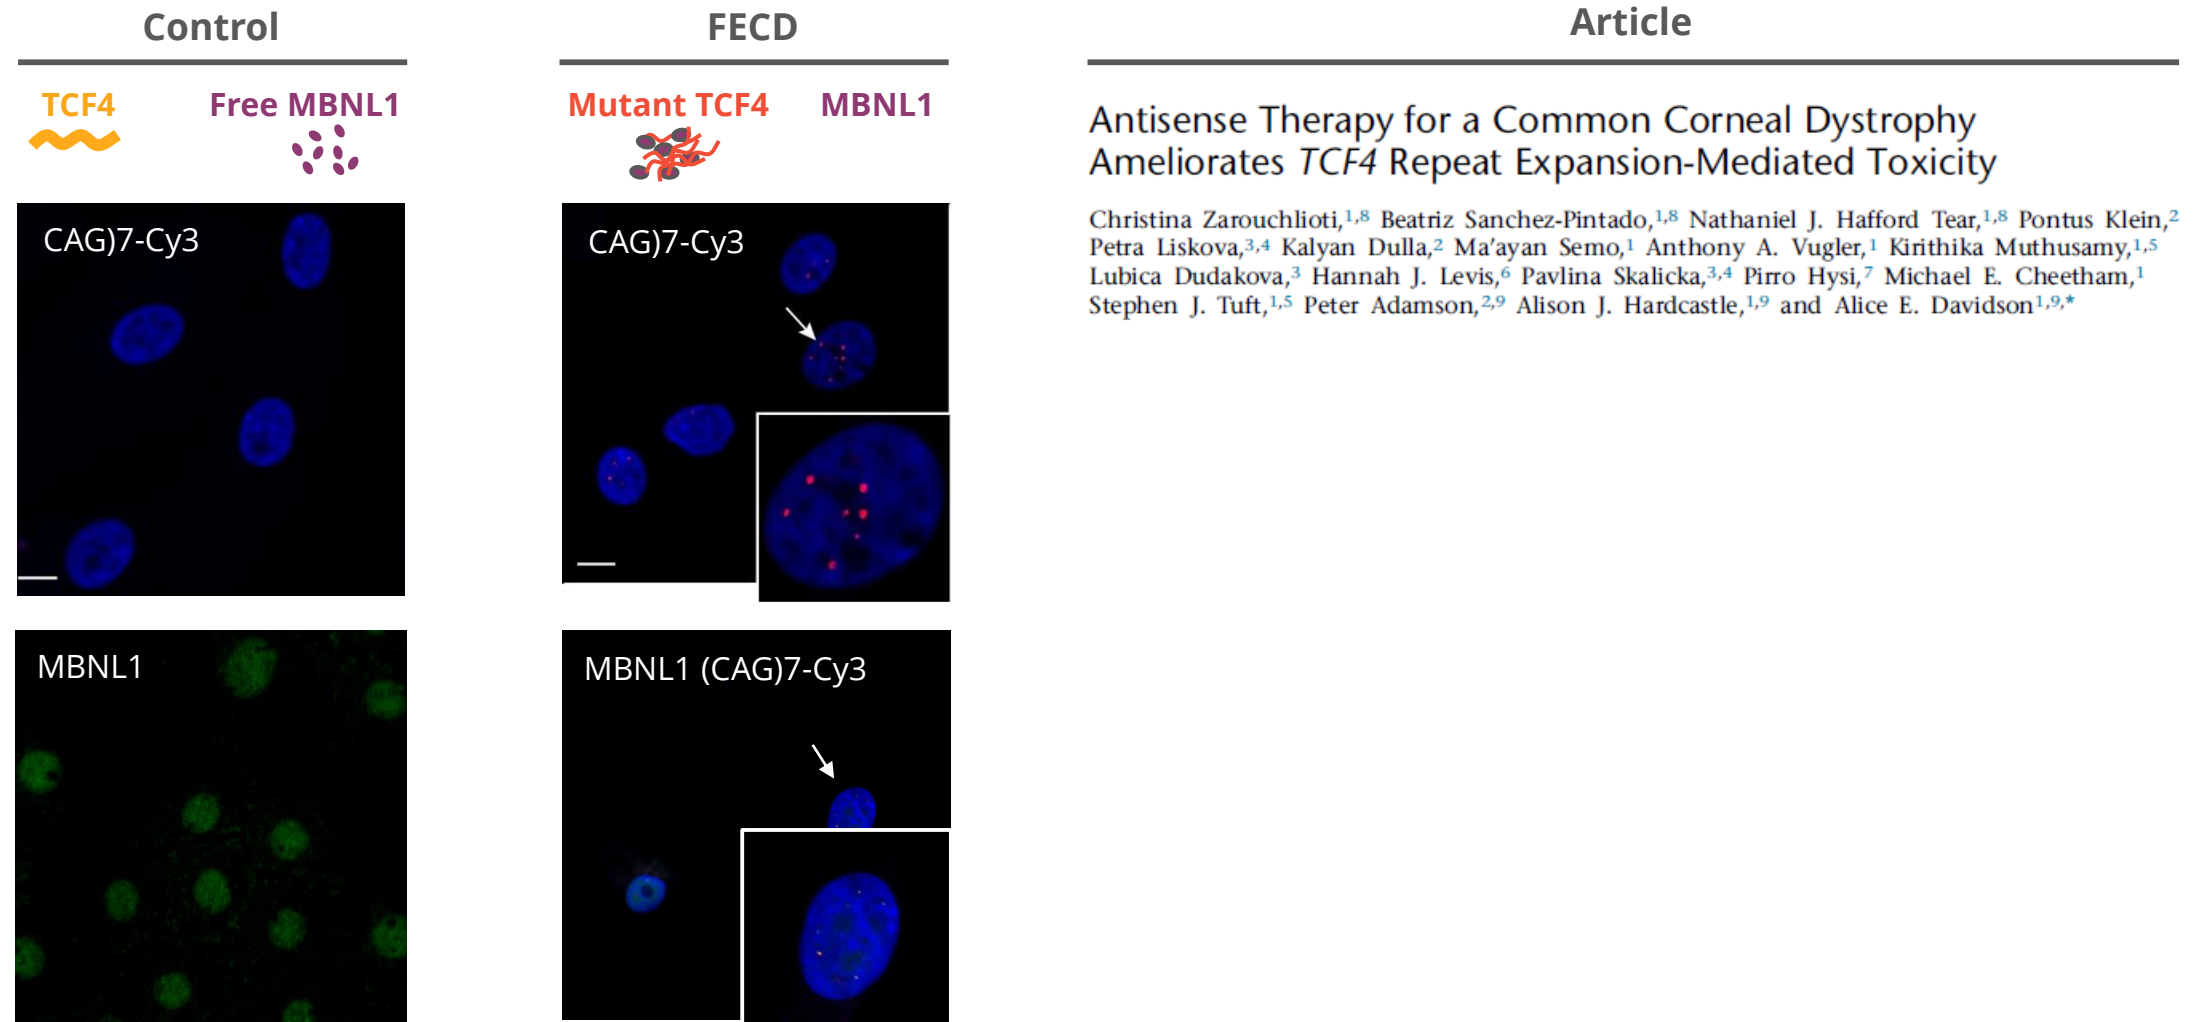 Control
TCF4
Free MBNL1
CAG)7-Cy3
MBNL1
FECD
Mutant TCF4
MBNL1
CAG)7-Cy3
MBNL1 (CAG)7-Cy3
Article
Antisense Therapy for a Common Corneal Dystrophy
Ameliorates TCF4 Repeat Expansion-Mediated Toxicity
Christina Zarouchlioti,1,8 Beatriz Sanchez-Pintado,1,8 Nathaniel J. Hafford Tear,1,8 Pontus Klein,2
Petra Liskova,3,4 Kalyan Dulla,2 Ma’ayan Semo,1 Anthony A. Vugler,1 Kirithika Muthusamy,1,5
Lubica Dudakova,3 Hannah J. Levis,6 Pavlina Skalicka,3,4 Pirro Hysi,7 Michael E. Cheetham,1
Stephen J. Tuft,1,5 Peter Adamson,2,9 Alison J. Hardcastle,1,9 and Alice E. Davidson1,9,*